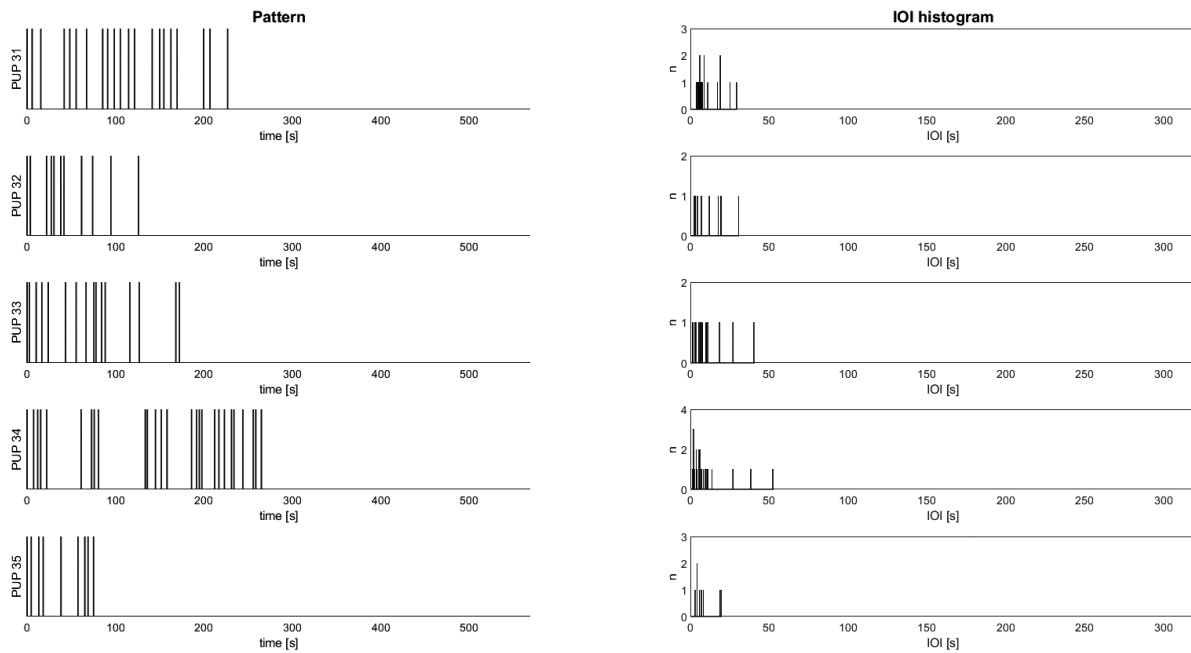 Pattern IOI histogram
PUP 31
0 100 200 300 400 500
time [s]
n
3
2
1
0
0 50 100 150 200 250 300
IOI [s]
PUP 32
0 100 200 300 400 500
time [s]
n
2
1
0
0 50 100 150 200 250 300
IOI [s]
PUP 33
0 100 200 300 400 500
time [s]
n
2
1
0
0 50 100 150 200 250 300
IOI [s]
PUP 34
0 100 200 300 400 500
time [s]
n
4
2
0
0 50 100 150 200 250 300
IOI [s]
PUP 35
0 100 200 300 400 500
time [s]
n
3
2
1
0
0 50 100 150 200 250 300
IOI [s]